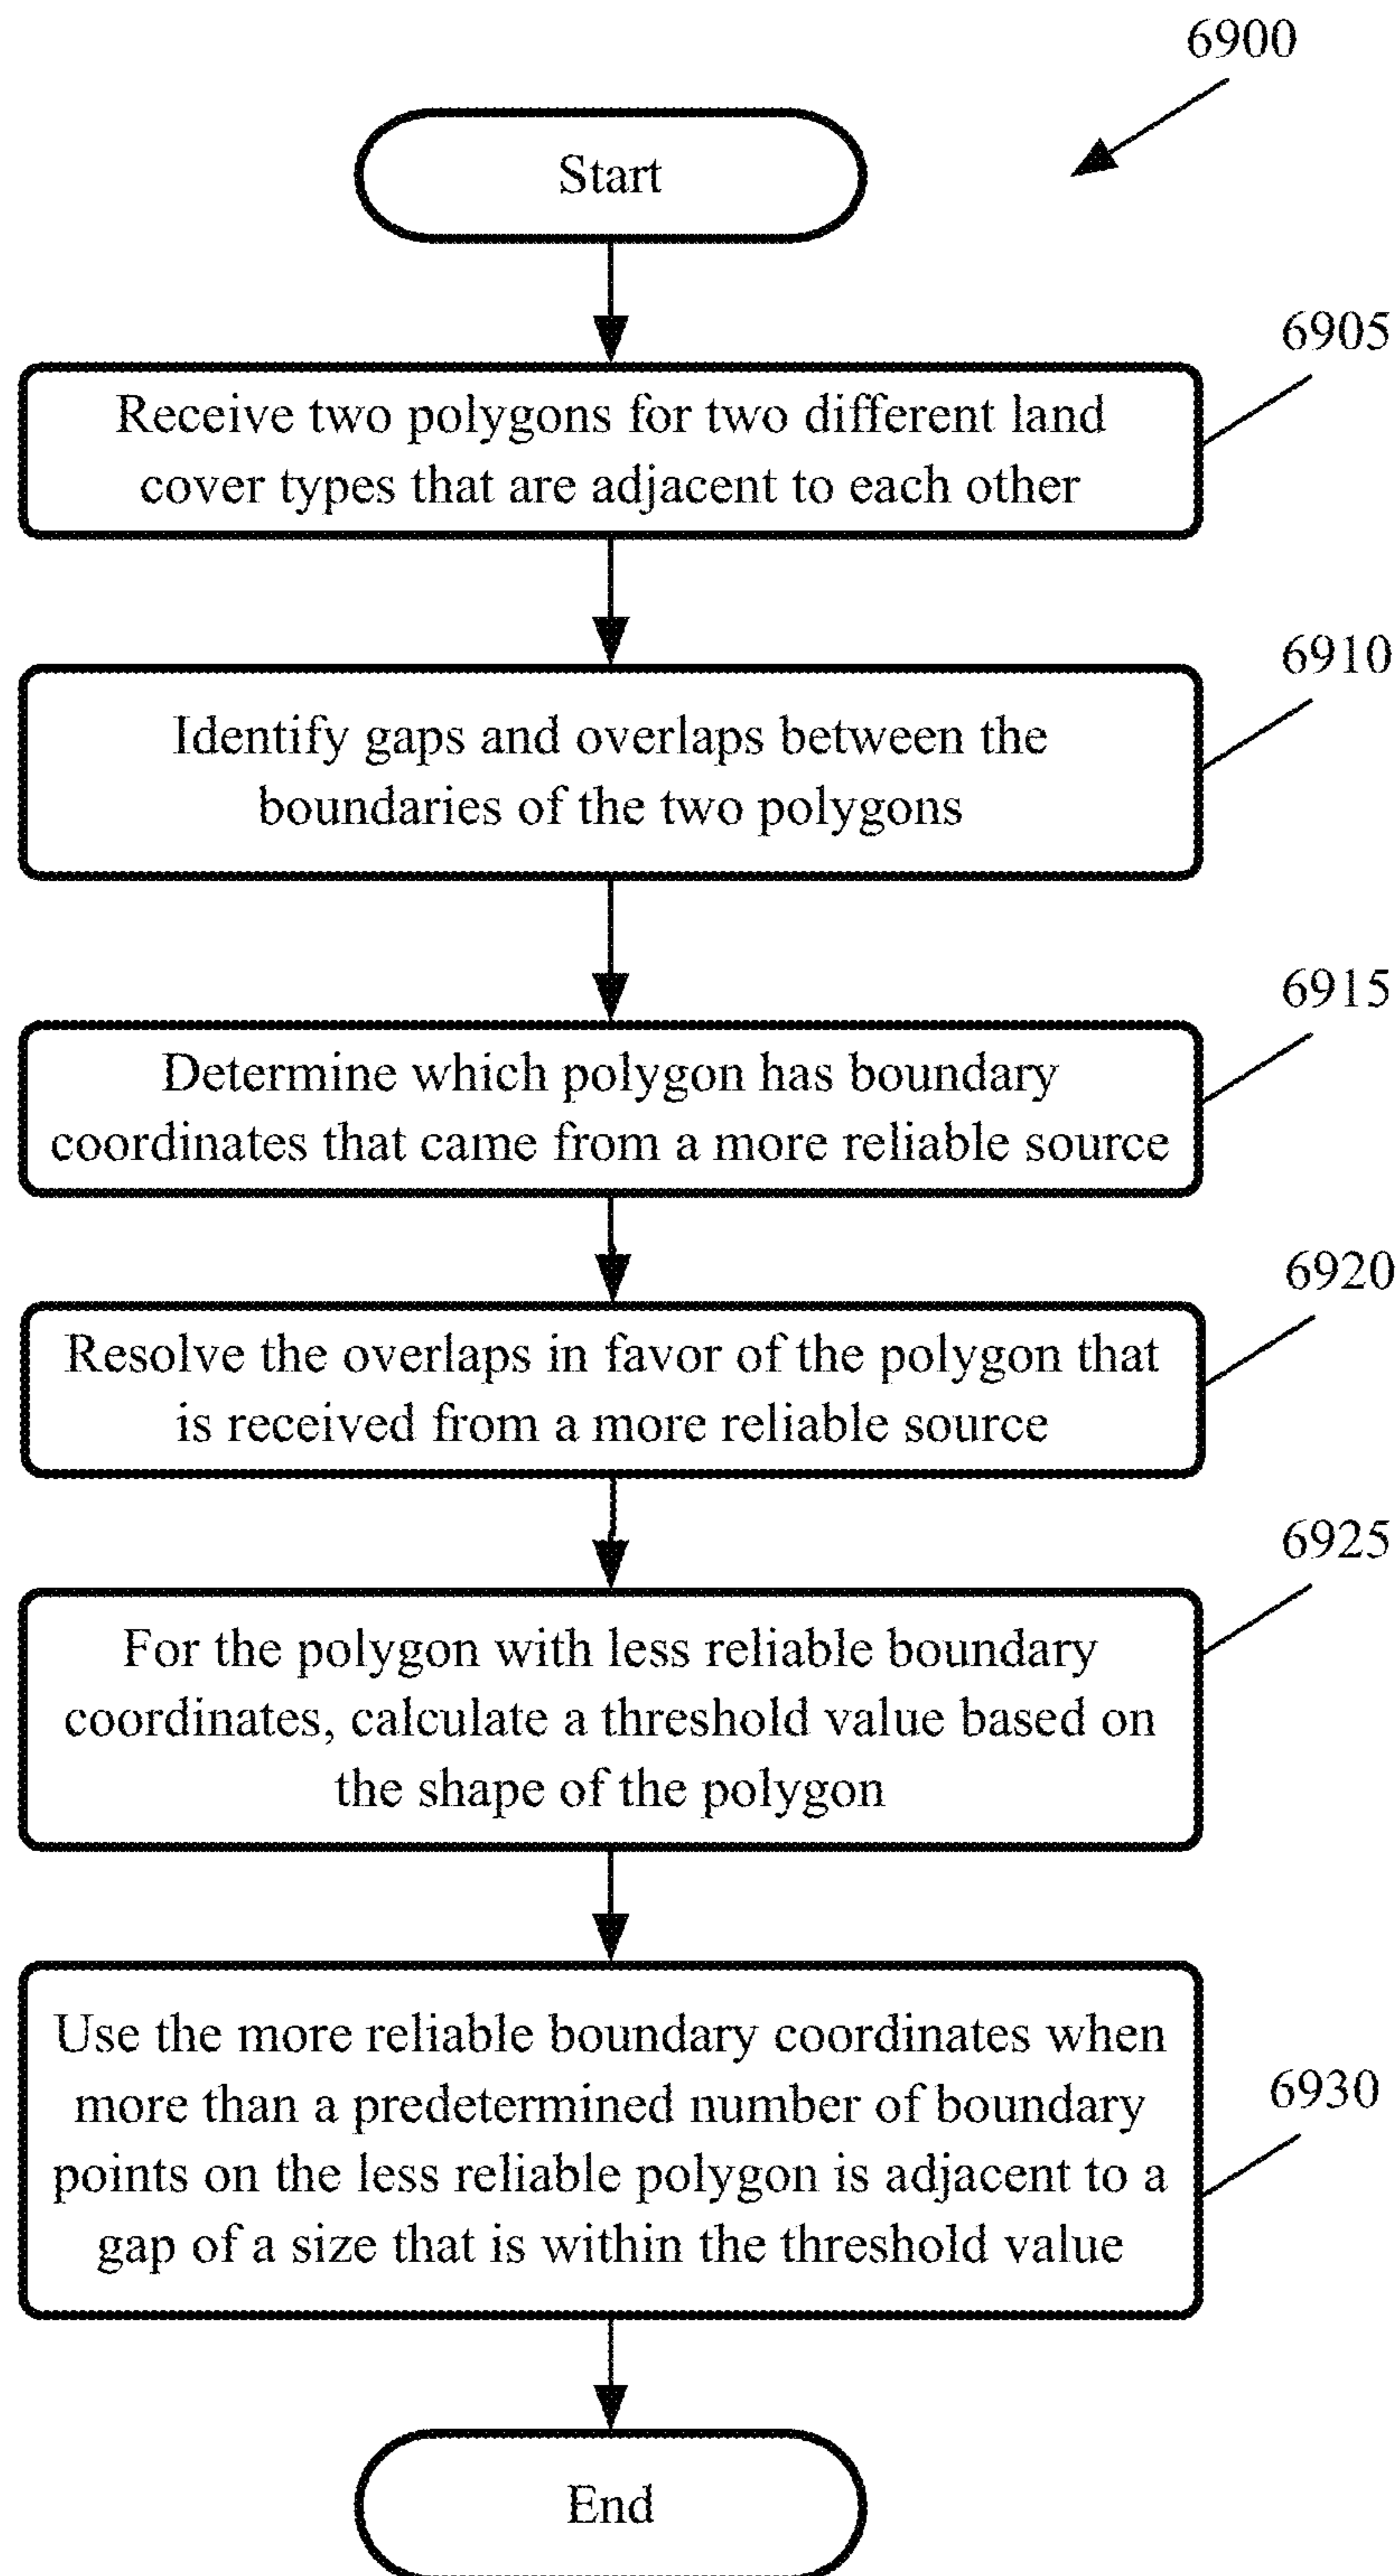 6900
Start
6905
Receive two polygons for two different land
cover types that are adjacent to each other
6910
Identify gaps and overlaps between the
boundaries of the two polygons
6915
Determine which polygon has boundary
coordinates that came from a more reliable source
6920
Resolve the overlaps in favor of the polygon that
is received from a more reliable source
6925
For the polygon with less reliable boundary
coordinates, calculate a threshold value based on
the shape of the polygon
6930
Use the more reliable boundary coordinates when
more than a predetermined number of boundary
points on the less reliable polygon is adjacent to a
gap of a size that is within the threshold value
End